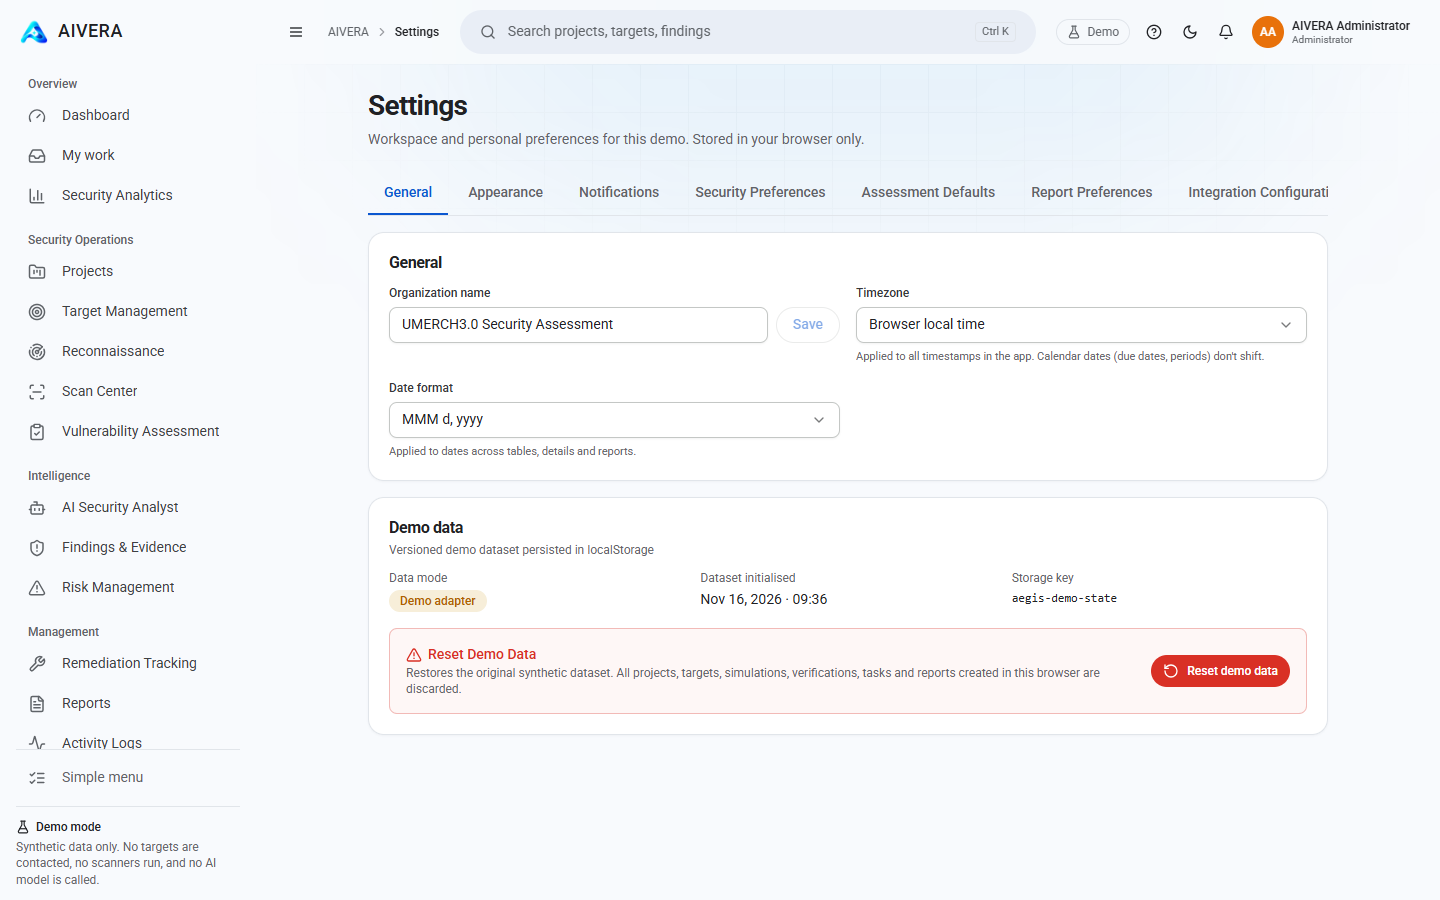 AIVERA
AIVERA > Settings
Search projects, targets, findings
Ctrl K
Demo
AA
AIVERA Administrator
Administrator
Overview
Dashboard
My work
Security Analytics
Security Operations
Projects
Target Management
Reconnaissance
Scan Center
Vulnerability Assessment
Intelligence
AI Security Analyst
Findings & Evidence
Risk Management
Management
Remediation Tracking
Reports
Activity Logs
Simple menu
Demo mode
Synthetic data only. No targets are
contacted, no scanners run, and no AI
model is called.
Settings
Workspace and personal preferences for this demo. Stored in your browser only.
General
Appearance
Notifications
Security Preferences
Assessment Defaults
Report Preferences
Integration Configurati
General
Organization name
UMERCH3.0 Security Assessment
Save
Timezone
Browser local time
Applied to all timestamps in the app. Calendar dates (due dates, periods) don't shift.
Date format
MMM d, yyyy
Applied to dates across tables, details and reports.
Demo data
Versioned demo dataset persisted in localStorage
Data mode
Demo adapter
Dataset initialised
Nov 16, 2026 · 09:36
Storage key
aegis-demo-state
Reset Demo Data
Restores the original synthetic dataset. All projects, targets, simulations, verifications, tasks and reports created in this browser are
discarded.
Reset demo data